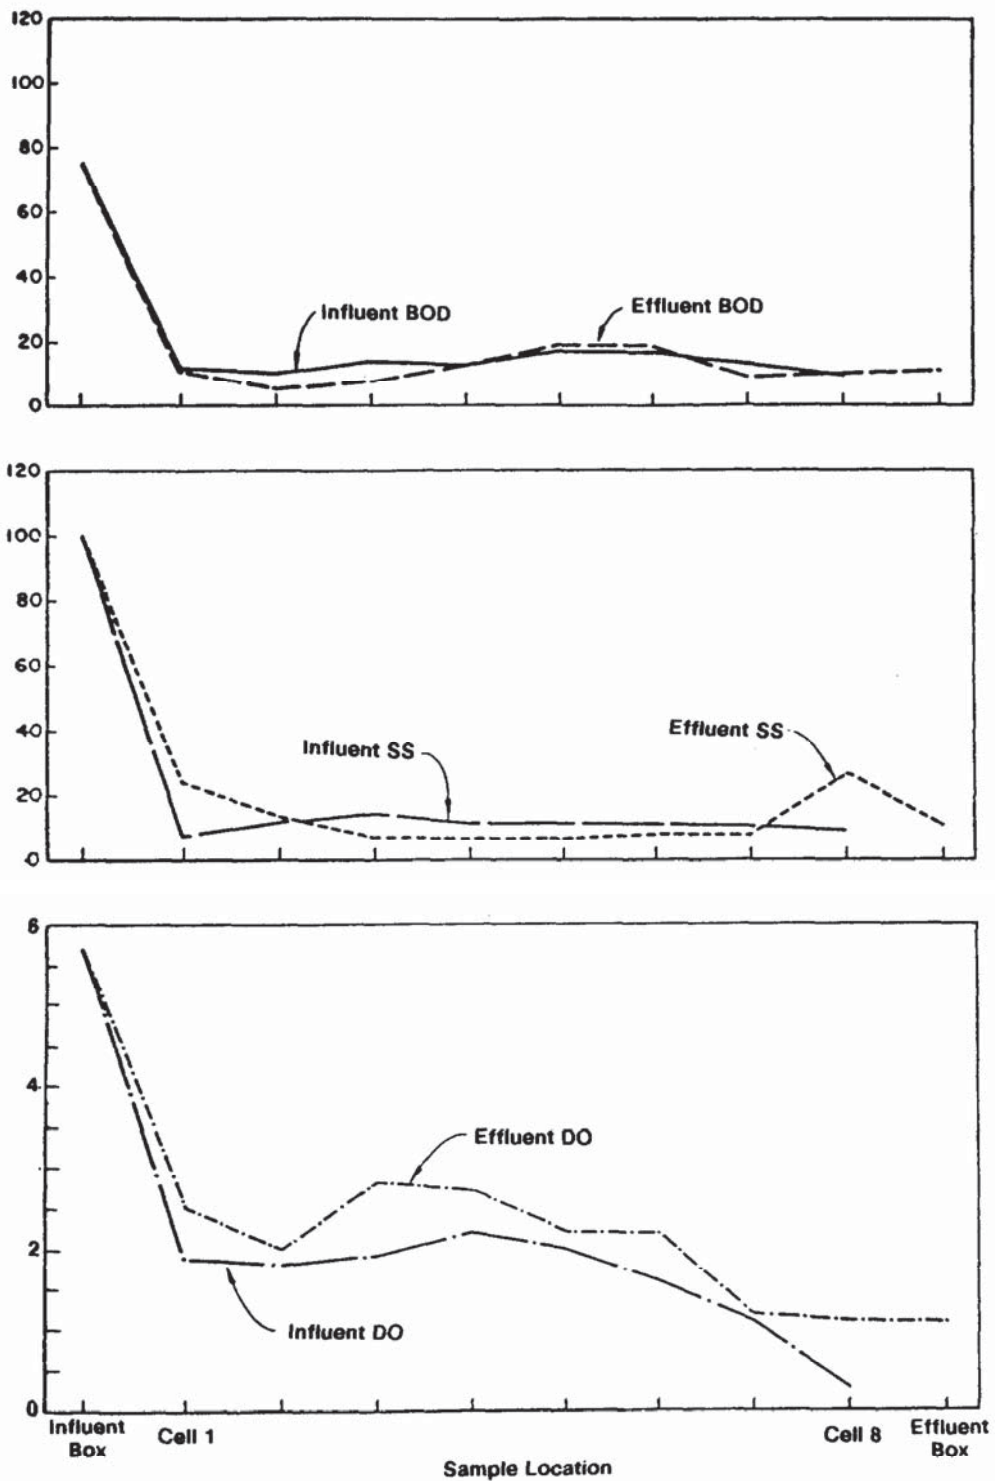 120
100
80
60
40
20
0
Influent BOD
Effluent BOD
120
100
80
60
40
20
0
Influent SS
Effluent SS
6
4
2
0
Effluent DO
Influent DO
Influent Box
Cell 1
Cell 8
Effluent Box
Sample Location